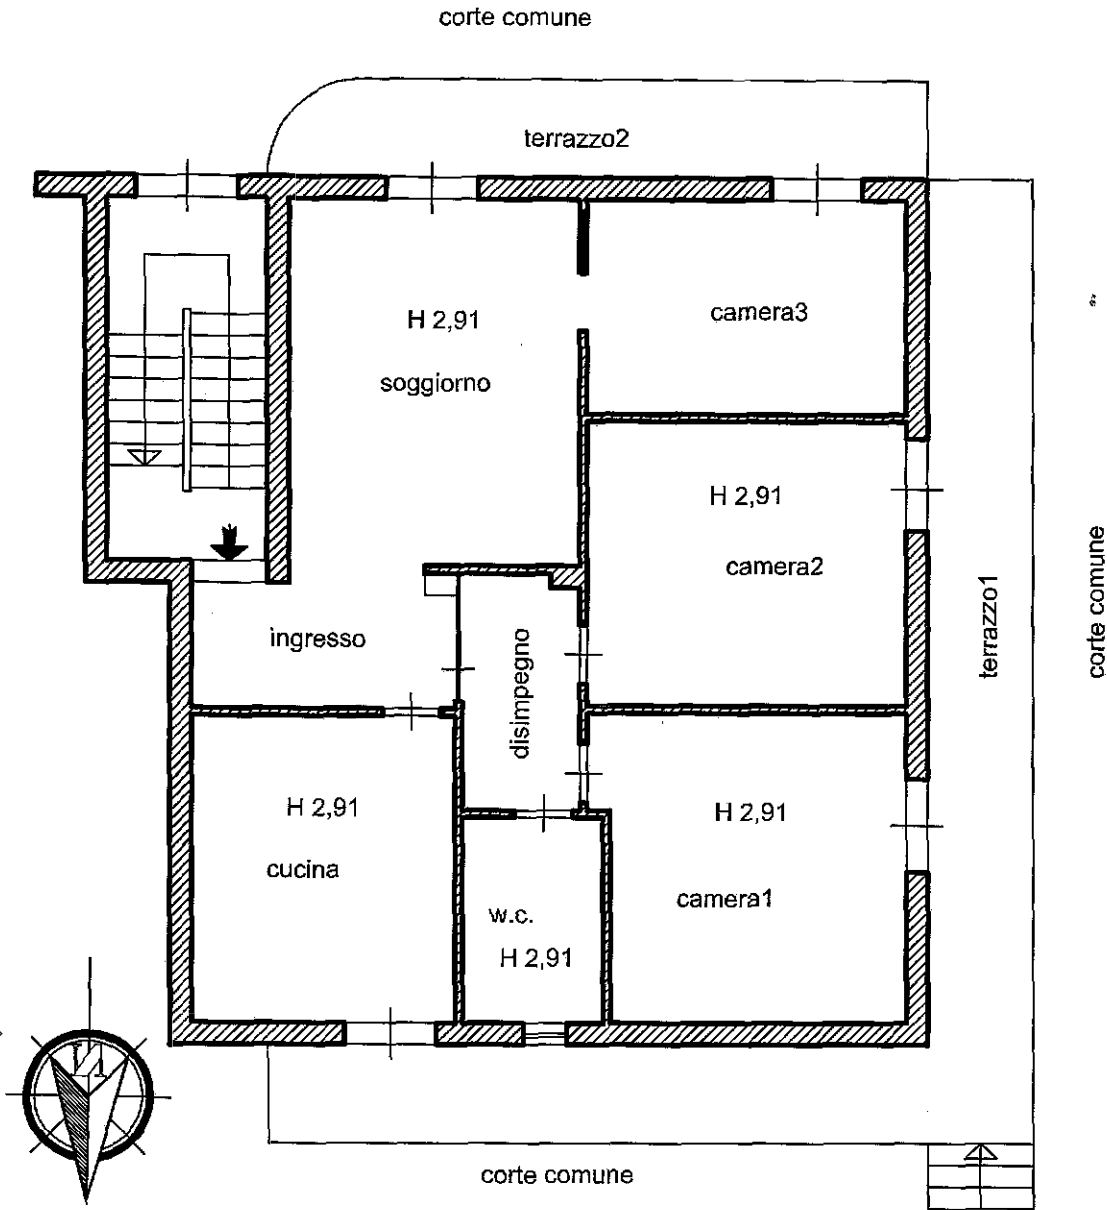 corte comune
terrazzo2
H 2,91
soggiorno
camera3
H 2,91
camera2
ingresso
disimpegno
terrazzo1
corte comune
H 2,91
cucina
H 2,91
camera1
w.c.
H 2,91
N
corte comune